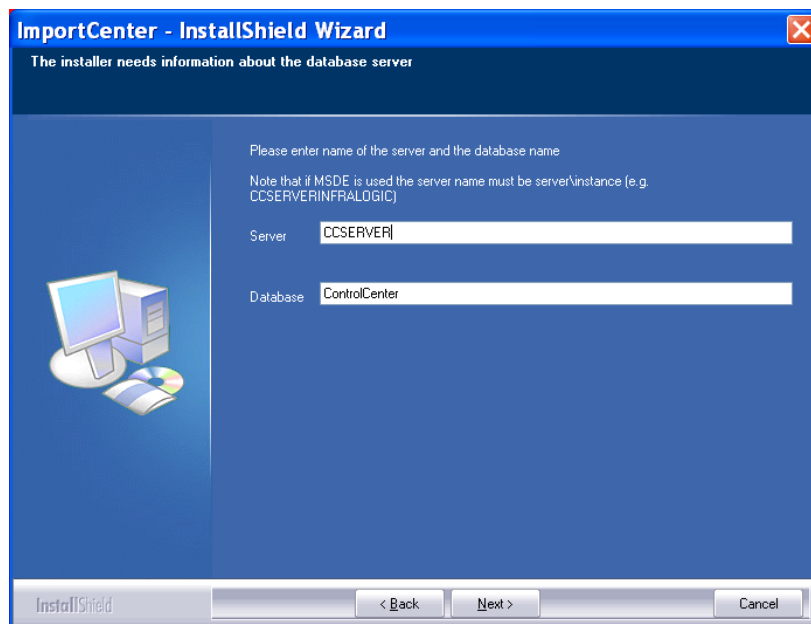 ImportCenter - InstallShield Wizard
The installer needs information about the database server
Please enter name of the server and the database name
Note that if MSDE is used the server name must be server\instance (e.g.
CCSERVERINFRALOGIC)
Server CCSERVER
Database ControlCenter
InstallShield < Back Next > Cancel